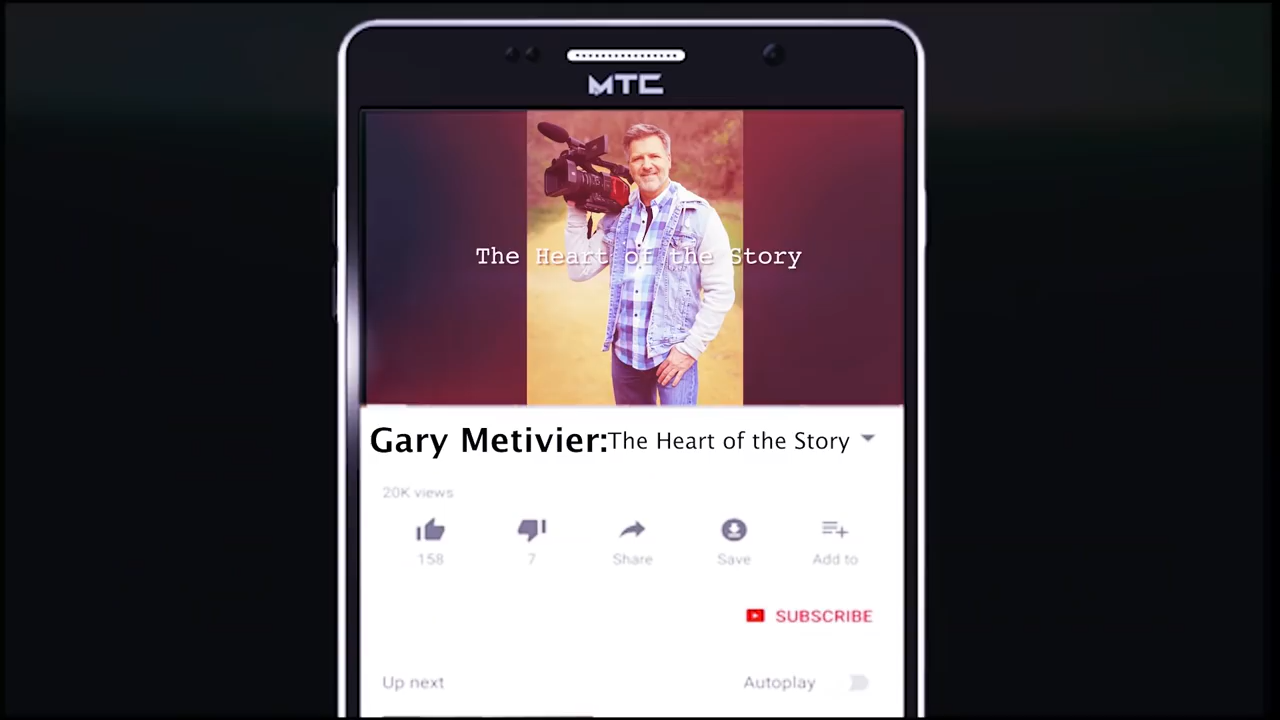 MTC
The Heart of the Story
Gary Metivier:The Heart of the Story
20K views
158
7
Share
Save
Add to
SUBSCRIBE
Up next
Autoplay